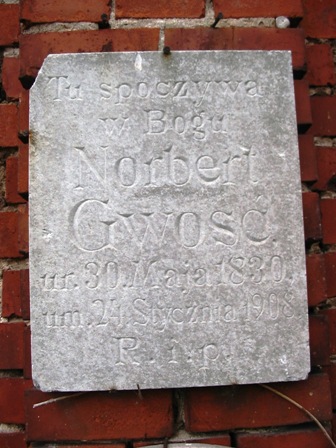 Tu spoczywa
w Bogu
Norbert
Gwość.
ur. 30. Maja 1830.
um. 24. Stycznia 1908
R. i. p.